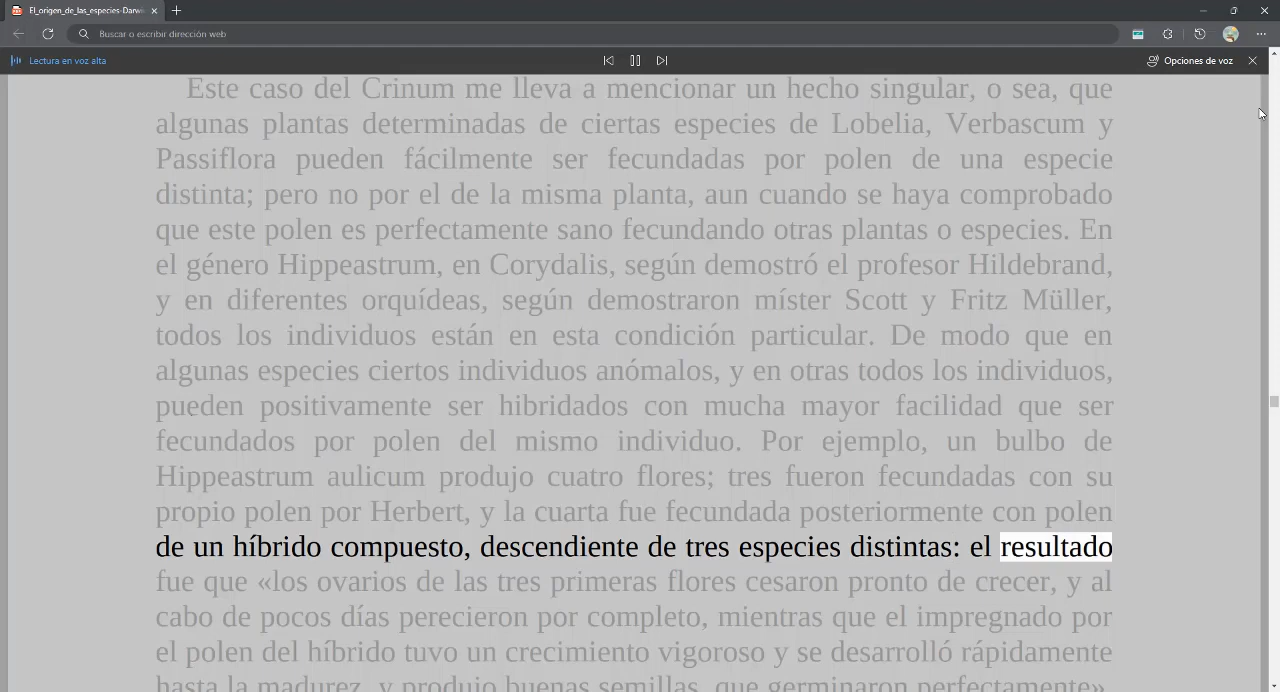 El_origen_de_las_especies-Darwi
Buscar o escribir dirección web
Lectura en voz alta
Opciones de voz
Este caso del Crinum me lleva a mencionar un hecho singular, o sea, que
algunas plantas determinadas de ciertas especies de Lobelia, Verbascum y
Passiflora pueden fácilmente ser fecundadas por polen de una especie
distinta; pero no por el de la misma planta, aun cuando se haya comprobado
que este polen es perfectamente sano fecundando otras plantas o especies. En
el género Hippeastrum, en Corydalis, según demostró el profesor Hildebrand,
y en diferentes orquídeas, según demostraron míster Scott y Fritz Müller,
todos los individuos están en esta condición particular. De modo que en
algunas especies ciertos individuos anómalos, y en otras todos los individuos,
pueden positivamente ser hibridados con mucha mayor facilidad que ser
fecundados por polen del mismo individuo. Por ejemplo, un bulbo de
Hippeastrum aulicum produjo cuatro flores; tres fueron fecundadas con su
propio polen por Herbert, y la cuarta fue fecundada posteriormente con polen
de un híbrido compuesto, descendiente de tres especies distintas: el resultado
fue que «los ovarios de las tres primeras flores cesaron pronto de crecer, y al
cabo de pocos días perecieron por completo, mientras que el impregnado por
el polen del híbrido tuvo un crecimiento vigoroso y se desarrolló rápidamente
hasta la madurez, y produjo buenas semillas, que germinaron perfectamente».